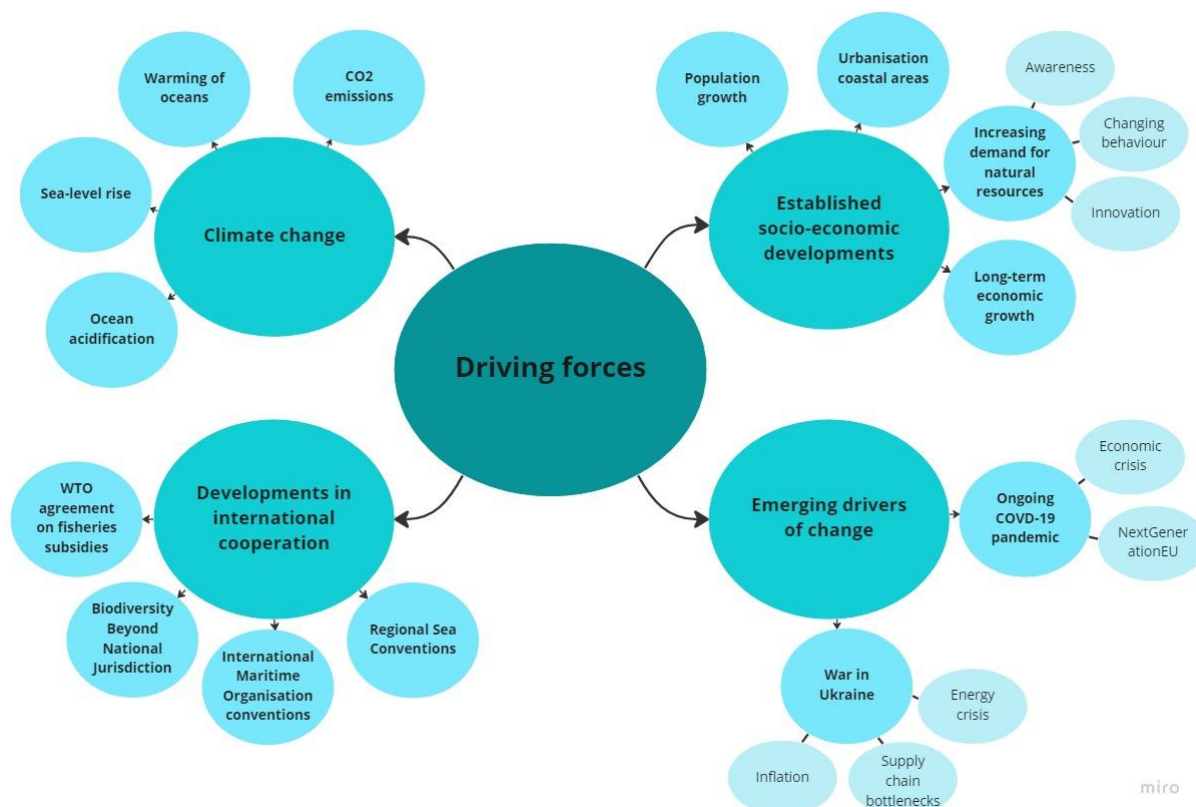 Warming of
oceans
CO2
emissions
Sea-level rise
Climate change
Ocean
acidification
Population
growth
Urbanisation
coastal areas
Awareness
Increasing
demand for
natural
resources
Changing
behaviour
Innovation
Established
socio-economic
developments
Long-term
economic
growth
Driving forces
WTO
agreement
on fisheries
subsidies
Developments in
international
cooperation
Biodiversity
Beyond
National
Jurisdiction
International
Maritime
Organisation
conventions
Regional Sea
Conventions
Emerging drivers
of change
Ongoing
COVD-19
pandemic
Economic
crisis
NextGener
ationEU
War in
Ukraine
Energy
crisis
Inflation
Supply
chain
bottlenecks
miro